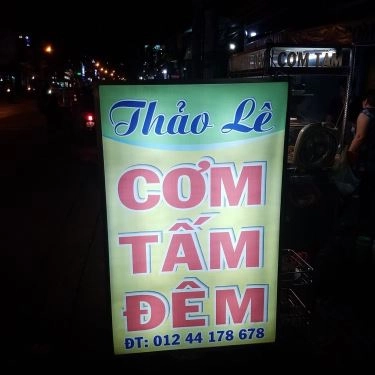 Thảo Lê
CƠM
TẤM
ĐÊM
ĐT: 012 44 178 678
CƠM TẤM